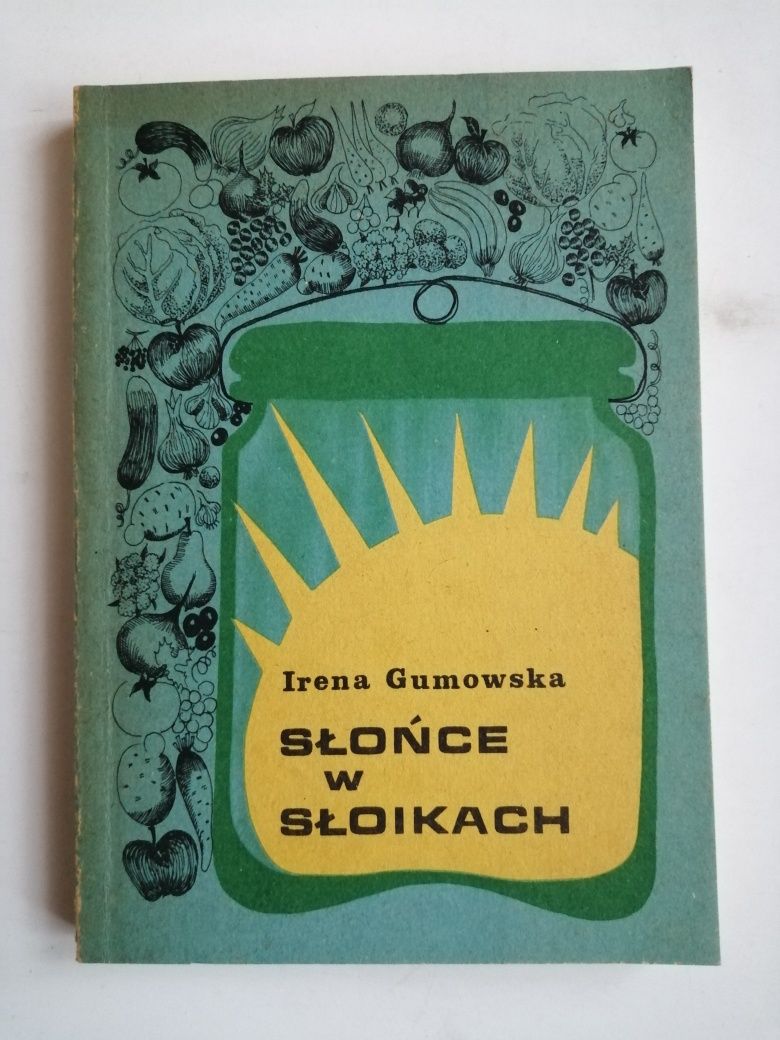 Irena Gumowska
SŁOŃCE
W
SŁOIKACH